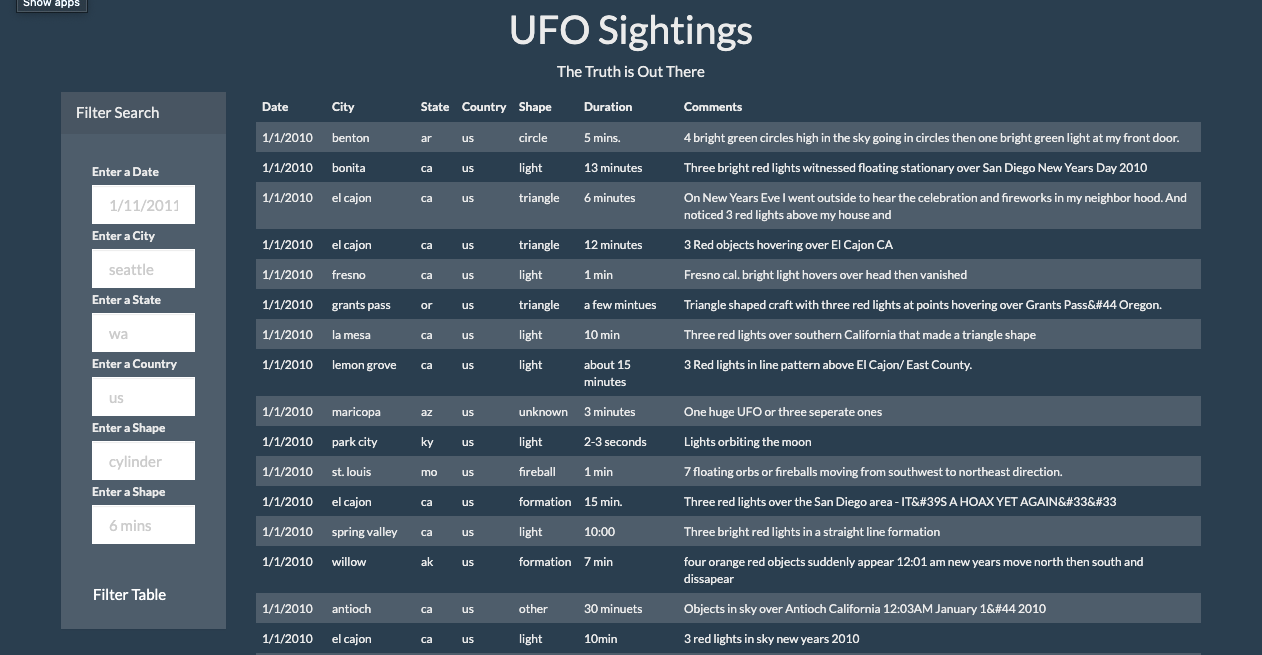 Show apps
UFO Sightings
The Truth is Out There
Filter Search
Enter a Date
1/11/2011
Enter a City
seattle
Enter a State
wa
Enter a Country
us
Enter a Shape
cylinder
Enter a Shape
6 mins
Filter Table
Date City State Country Shape Duration Comments
1/1/2010 benton ar us circle 5 mins. 4 bright green circles high in the sky going in circles then one bright green light at my front door.
1/1/2010 bonita ca us light 13 minutes Three bright red lights witnessed floating stationary over San Diego New Years Day 2010
1/1/2010 el cajon ca us triangle 6 minutes On New Years Eve I went outside to hear the celebration and fireworks in my neighbor hood. And
noticed 3 red lights above my house and
1/1/2010 el cajon ca us triangle 12 minutes 3 Red objects hovering over El Cajon CA
1/1/2010 fresno ca us light 1 min Fresno cal. bright light hovers over head then vanished
1/1/2010 grants pass or us triangle a few mintues Triangle shaped craft with three red lights at points hovering over Grants Pass&#44 Oregon.
1/1/2010 la mesa ca us light 10 min Three red lights over southern California that made a triangle shape
1/1/2010 lemon grove ca us light about 15 3 Red lights in line pattern above El Cajon/ East County.
minutes
1/1/2010 maricopa az us unknown 3 minutes One huge UFO or three seperate ones
1/1/2010 park city ky us light 2-3 seconds Lights orbiting the moon
1/1/2010 st. louis mo us fireball 1 min 7 floating orbs or fireballs moving from southwest to northeast direction.
1/1/2010 el cajon ca us formation 15 min. Three red lights over the San Diego area - IT&#39S A HOAX YET AGAIN&#33&#33
1/1/2010 spring valley ca us light 10:00 Three bright red lights in a straight line formation
1/1/2010 willow ak us formation 7 min four orange red objects suddenly appear 12:01 am new years move north then south and
dissapear
1/1/2010 antioch ca us other 30 minuets Objects in sky over Antioch California 12:03AM January 1&#44 2010
1/1/2010 el cajon ca us light 10min 3 red lights in sky new years 2010